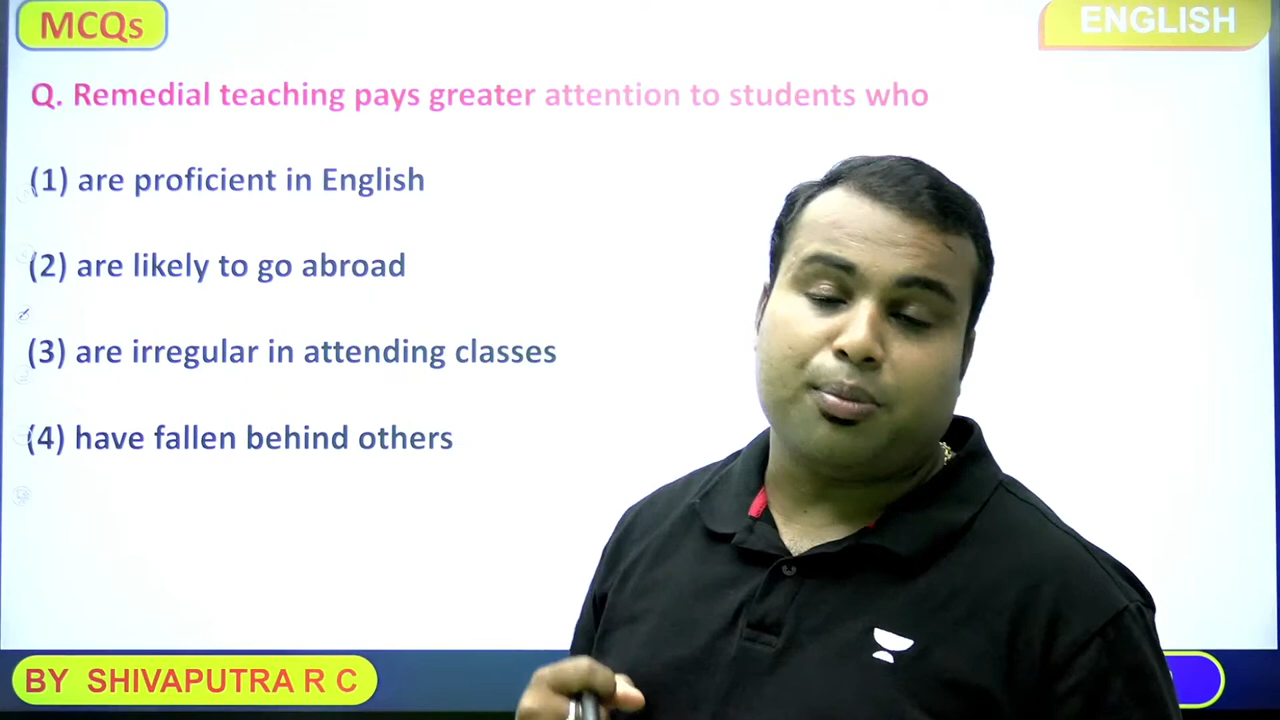 MCQs
ENGLISH
Q. Remedial teaching pays greater attention to students who
(1) are proficient in English
(2) are likely to go abroad
(3) are irregular in attending classes
(4) have fallen behind others
BY SHIVAPUTRA R C